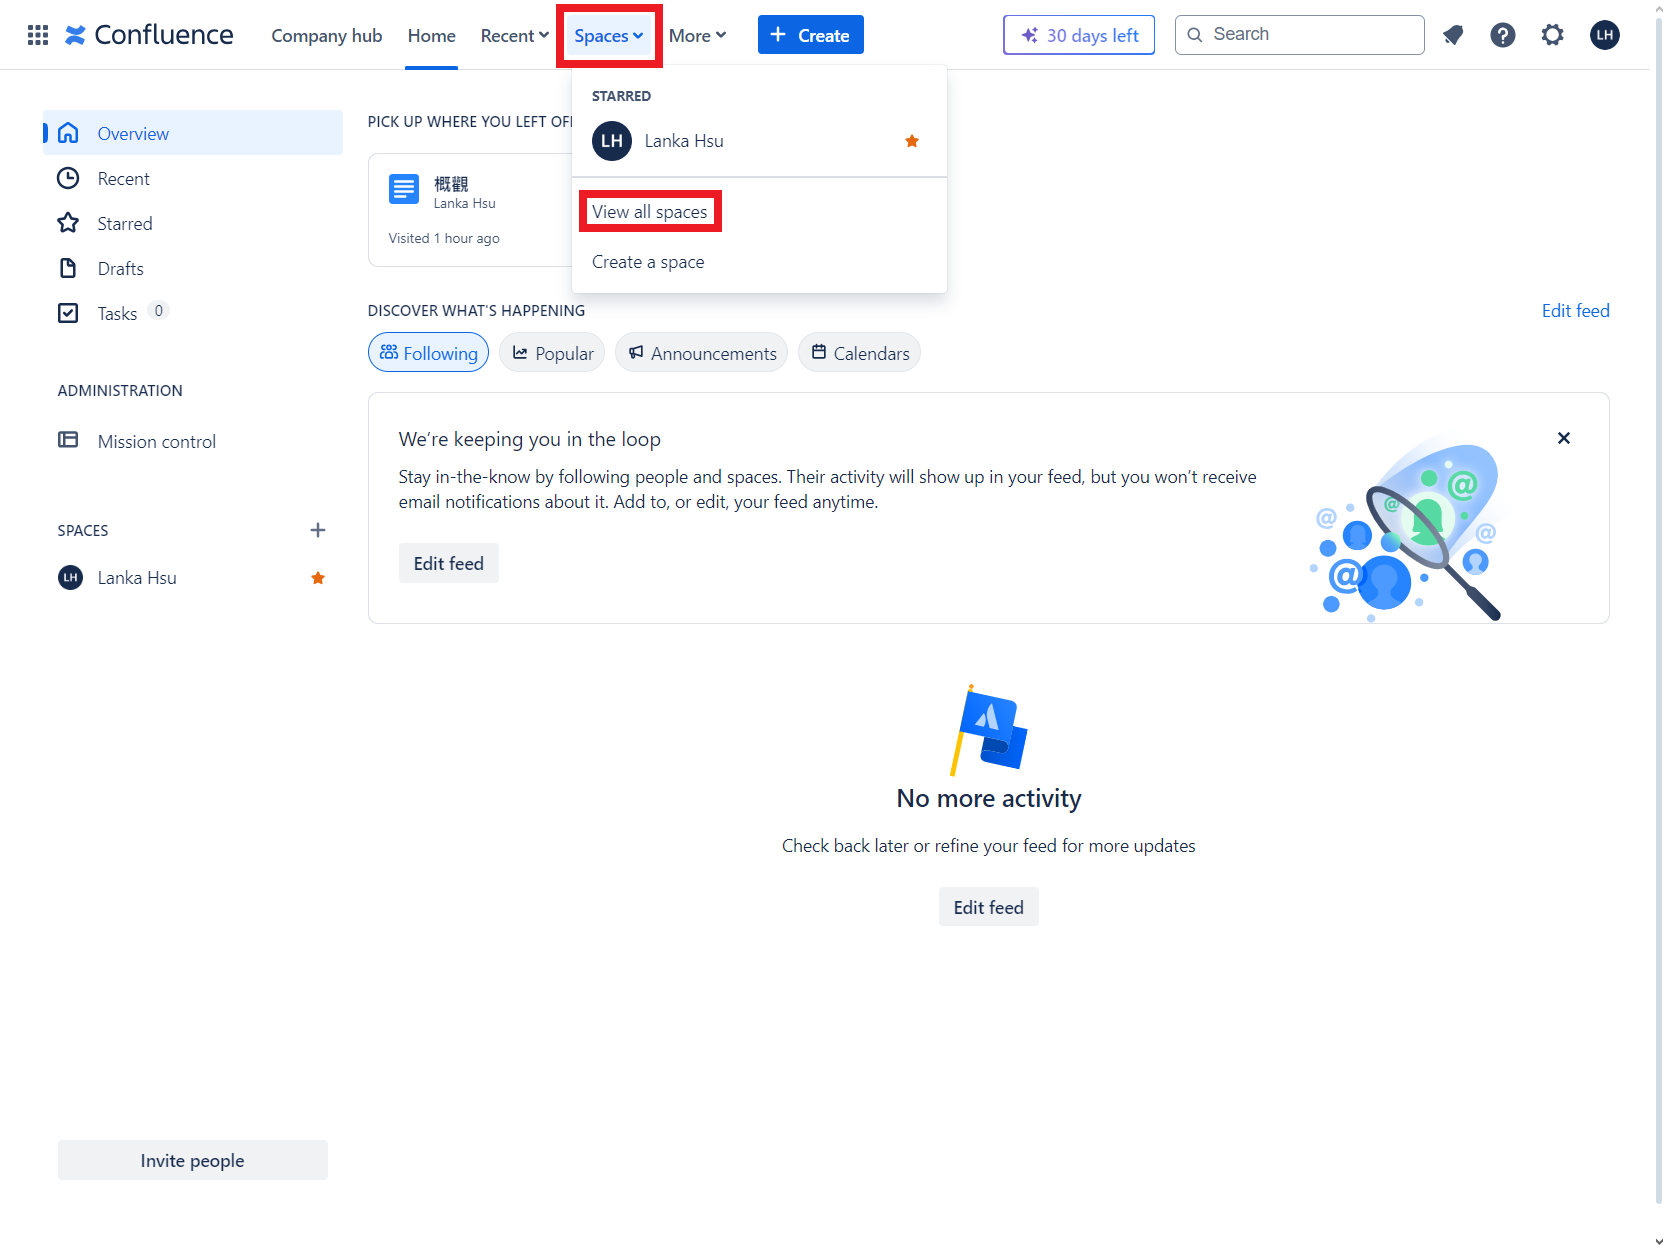 Confluence
Company hub
Home
Recent
Spaces
More
Create
30 days left
Search
LH
STARRED
LH
Lanka Hsu
View all spaces
Create a space
Overview
Recent
Starred
Drafts
Tasks 0
ADMINISTRATION
Mission control
SPACES
LH
Lanka Hsu
Invite people
PICK UP WHERE YOU LEFT OF
概觀
Lanka Hsu
Visited 1 hour ago
DISCOVER WHAT'S HAPPENING
Edit feed
Following
Popular
Announcements
Calendars
We’re keeping you in the loop
Stay in-the-know by following people and spaces. Their activity will show up in your feed, but you won’t receive
email notifications about it. Add to, or edit, your feed anytime.
Edit feed
@
@
@
@
@
No more activity
Check back later or refine your feed for more updates
Edit feed